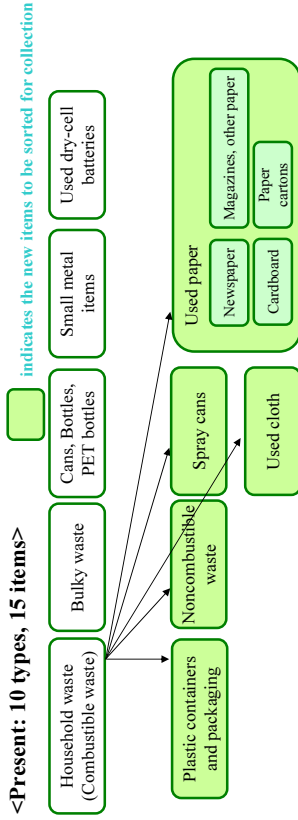 <Present: 10 types, 15 items>
indicates the new items to be sorted for collection
Household waste
(Combustible waste)
Bulky waste
Cans, Bottles,
PET bottles
Small metal
items
Used dry-cell
batteries
Plastic containers
and packaging
Noncombustible
waste
Spray cans
Used cloth
Used paper
Newspaper
Magazines, other paper
Cardboard
Paper
cartons